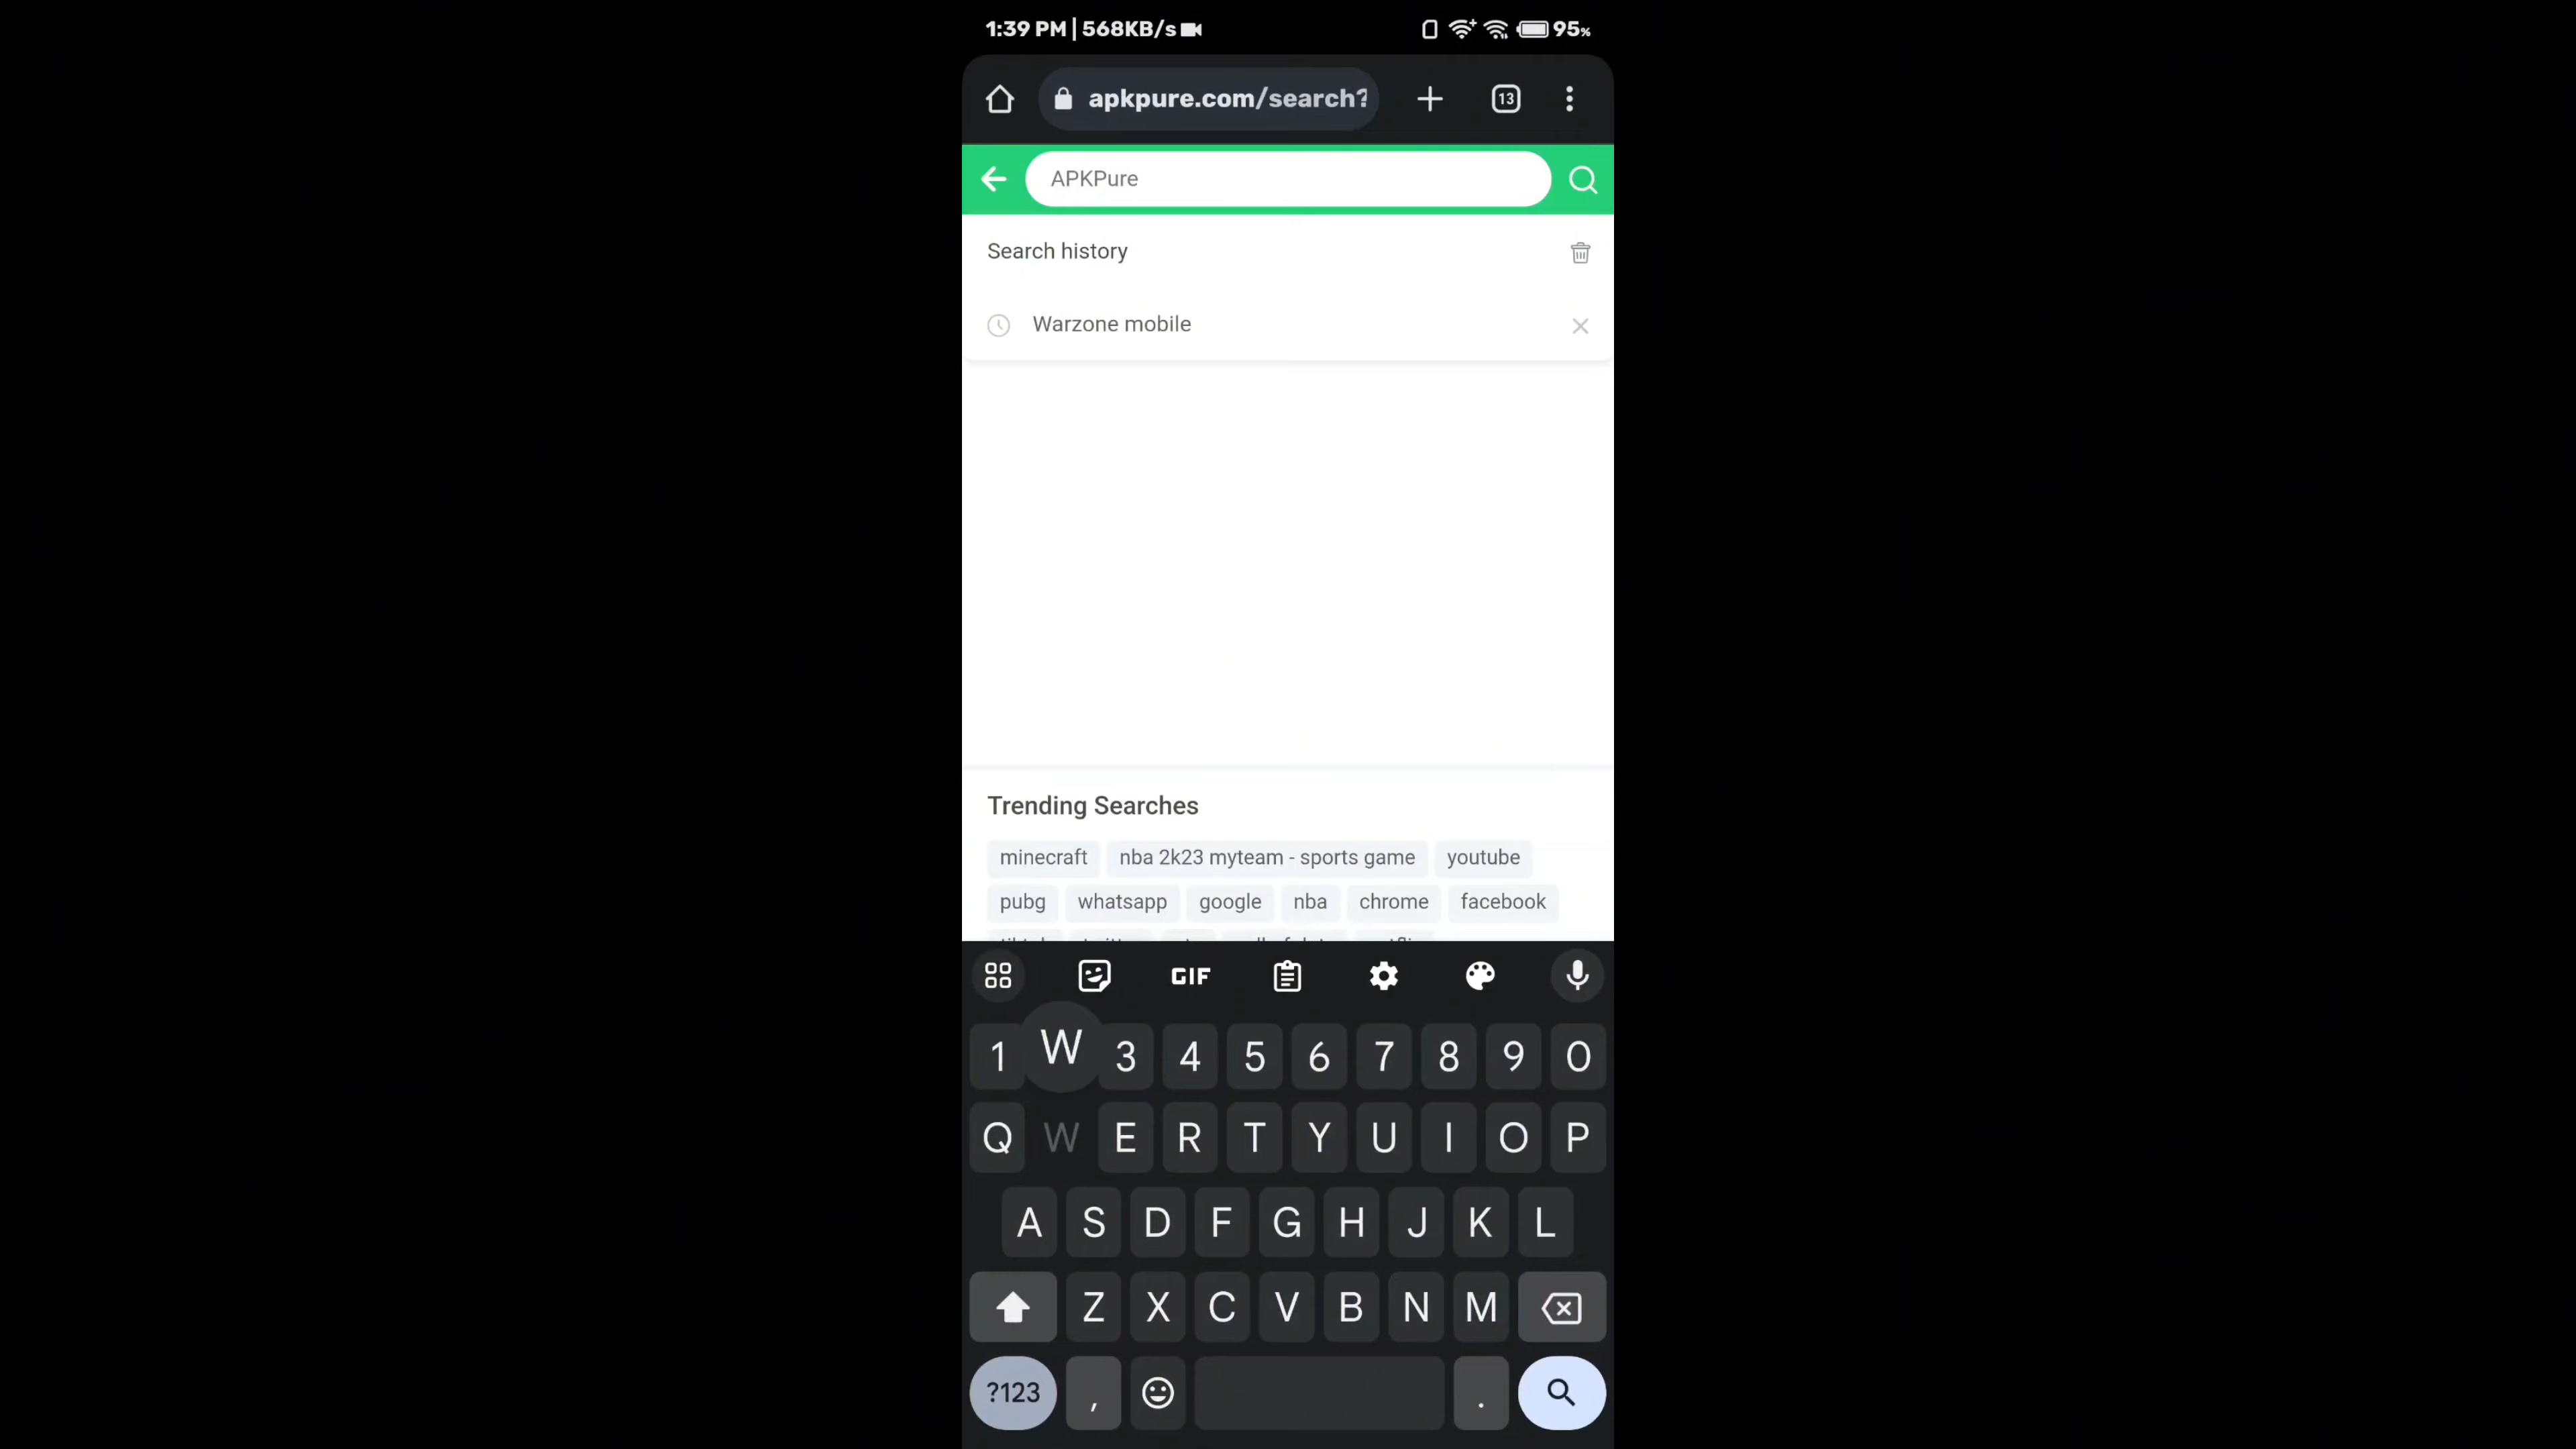 1:39 PM | 568KB/s 95%
apkpure.com/search? 13
APKPure
Search history
Warzone mobile
Trending Searches
minecraft nba 2k23 myteam - sports game youtube
pubg whatsapp google nba chrome facebook
GIF
1 W 3 4 5 6 7 8 9 0
Q W E R T Y U I O P
A S D F G H J K L
Z X C V B N M
?123 , .